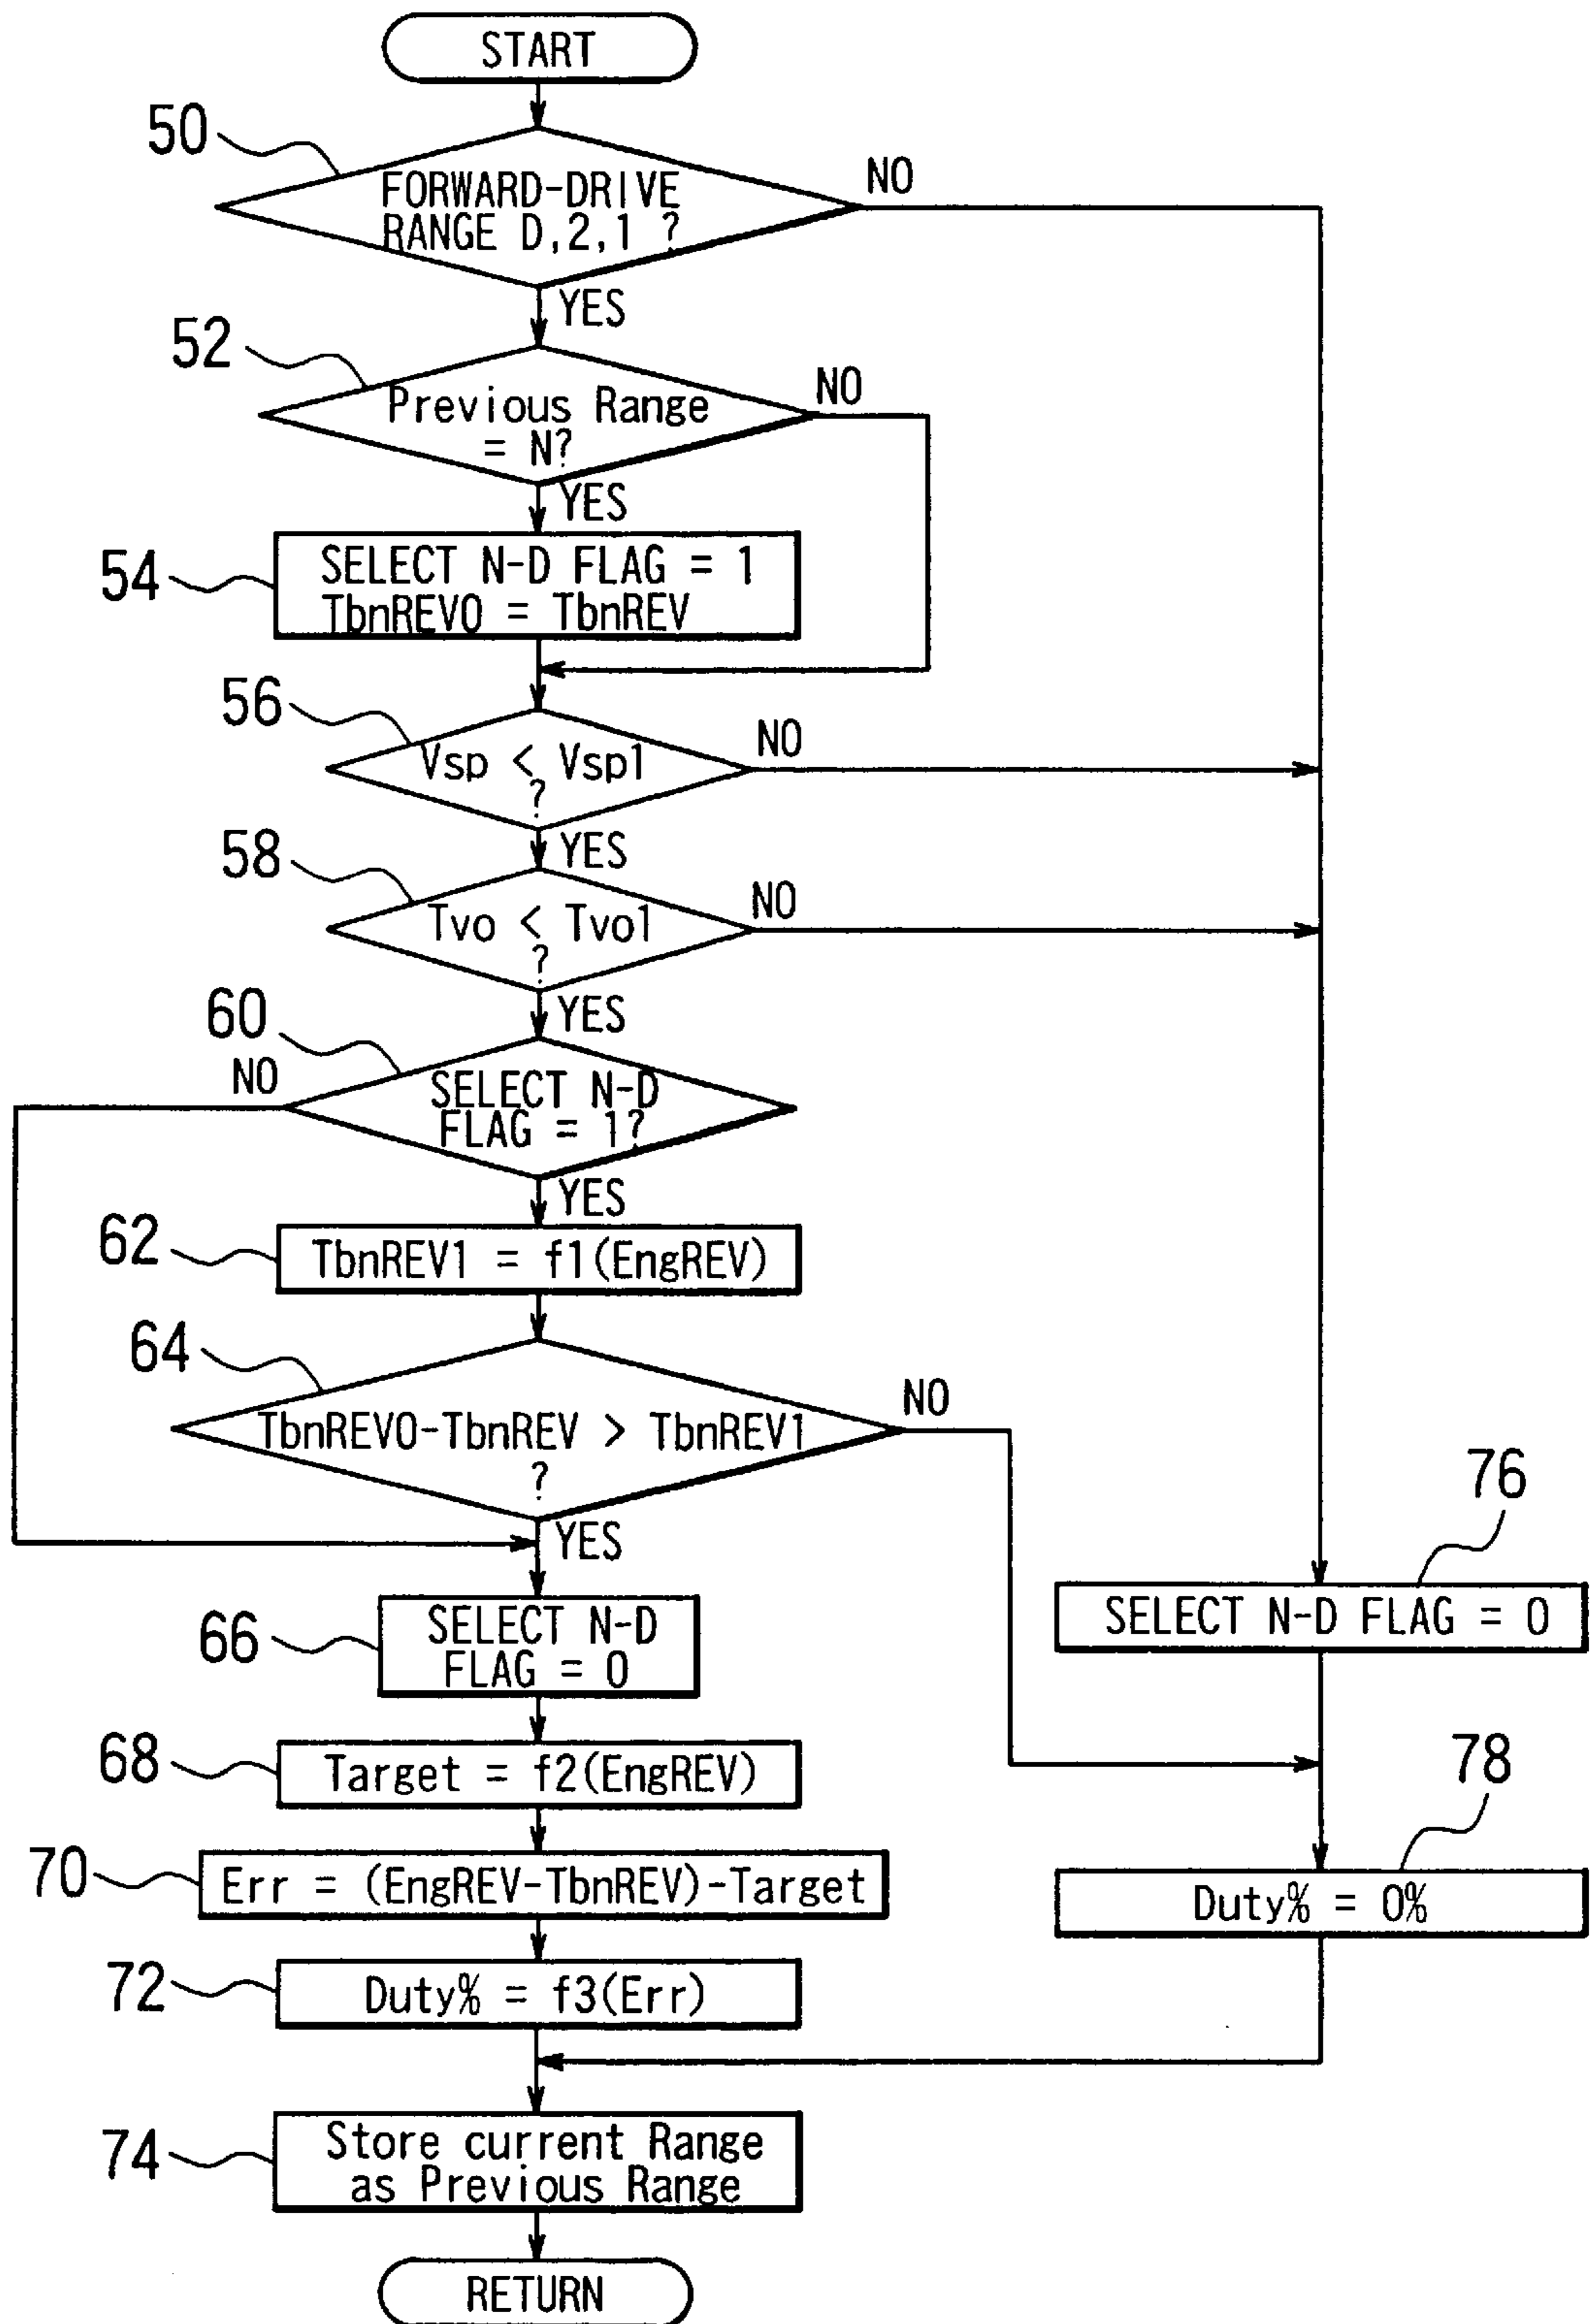 START
50
FORWARD-DRIVE
RANGE D,2,1 ?
NO
YES
52
Previous Range
= N?
NO
YES
54
SELECT N-D FLAG = 1
TbnREV0 = TbnREV
56
Vsp < Vsp1
?
NO
YES
58
Tvo < Tvo1
?
NO
YES
60
NO
SELECT N-D
FLAG = 1?
YES
62
TbnREV1 = f1(EngREV)
64
TbnREV0-TbnREV > TbnREV1
?
NO
YES
76
SELECT N-D FLAG = 0
66
SELECT N-D
FLAG = 0
68
Target = f2(EngREV)
78
Duty% = 0%
70
Err = (EngREV-TbnREV)-Target
72
Duty% = f3(Err)
74
Store current Range
as Previous Range
RETURN